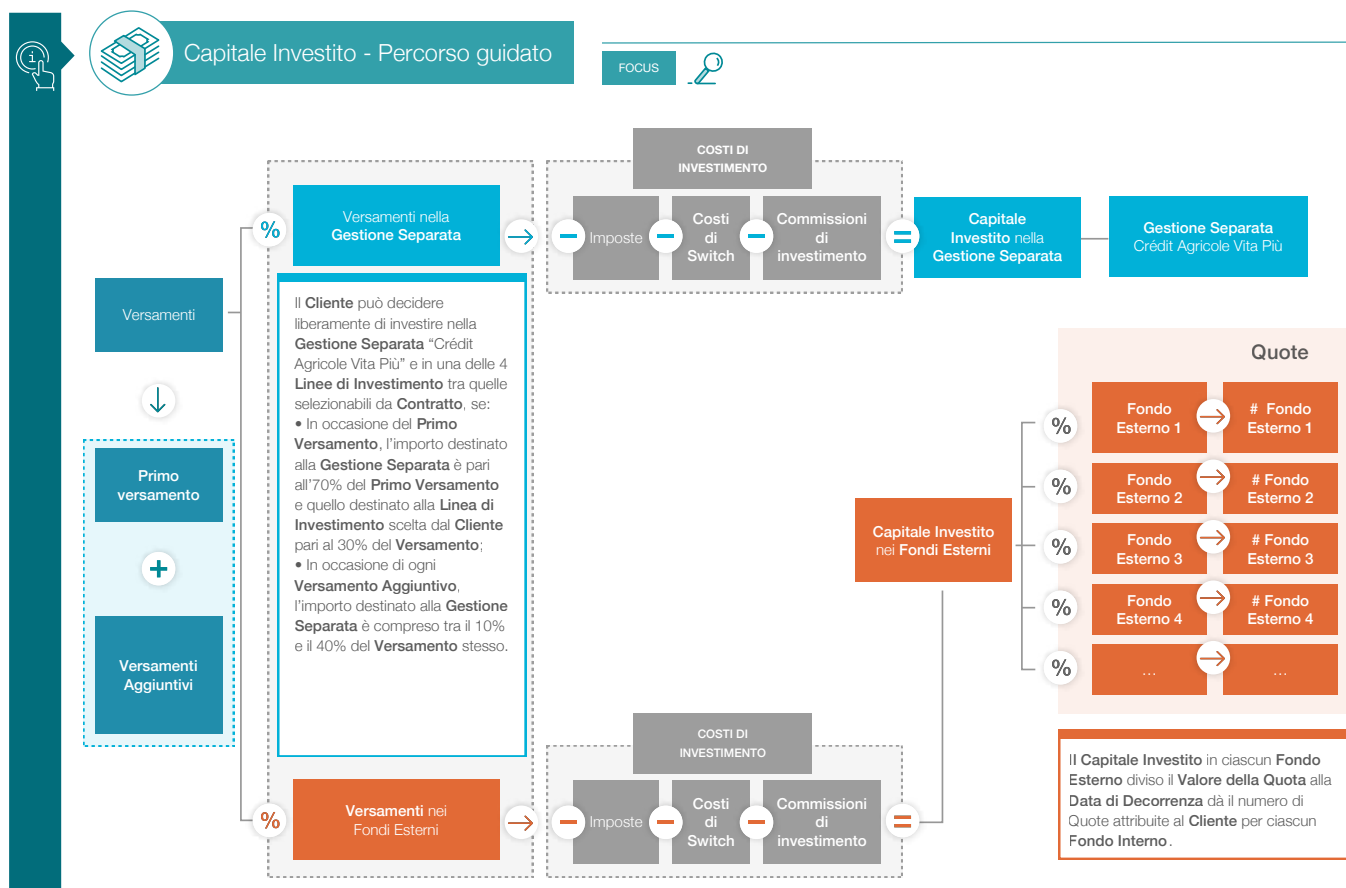 Capitale Investito - Percorso guidato
FOCUS
Versamenti
Primo
versamento
+
Versamenti
Aggiuntivi
%
Versamenti nella
Gestione Separata
Il Cliente può decidere
liberamente di investire nella
Gestione Separata “Crédit
Agricole Vita Più” e in una delle 4
Linee di Investimento tra quelle
selezionabili da Contratto, se:
• In occasione del Primo
Versamento, l’importo destinato
alla Gestione Separata è pari
all’70% del Primo Versamento
e quello destinato alla Linea di
Investimento scelta dal Cliente
pari al 30% del Versamento;
• In occasione di ogni
Versamento Aggiuntivo,
l’importo destinato alla Gestione
Separata è compreso tra il 10%
e il 40% del Versamento stesso.
%
Versamenti nei
Fondi Esterni
COSTI DI
INVESTIMENTO
− Imposte −
Costi
di
Switch
−
Commissioni
di
investimento
=
Capitale
Investito nella
Gestione Separata
Gestione Separata
Crédit Agricole Vita Più
COSTI DI
INVESTIMENTO
− Imposte −
Costi
di
Switch
−
Commissioni
di
investimento
=
Capitale Investito
nei Fondi Esterni
Quote
%
Fondo
Esterno 1
# Fondo
Esterno 1
%
Fondo
Esterno 2
# Fondo
Esterno 2
%
Fondo
Esterno 3
# Fondo
Esterno 3
%
Fondo
Esterno 4
# Fondo
Esterno 4
%
...
...
Il Capitale Investito in ciascun Fondo
Esterno diviso il Valore della Quota alla
Data di Decorrenza dà il numero di
Quote attribuite al Cliente per ciascun
Fondo Interno.